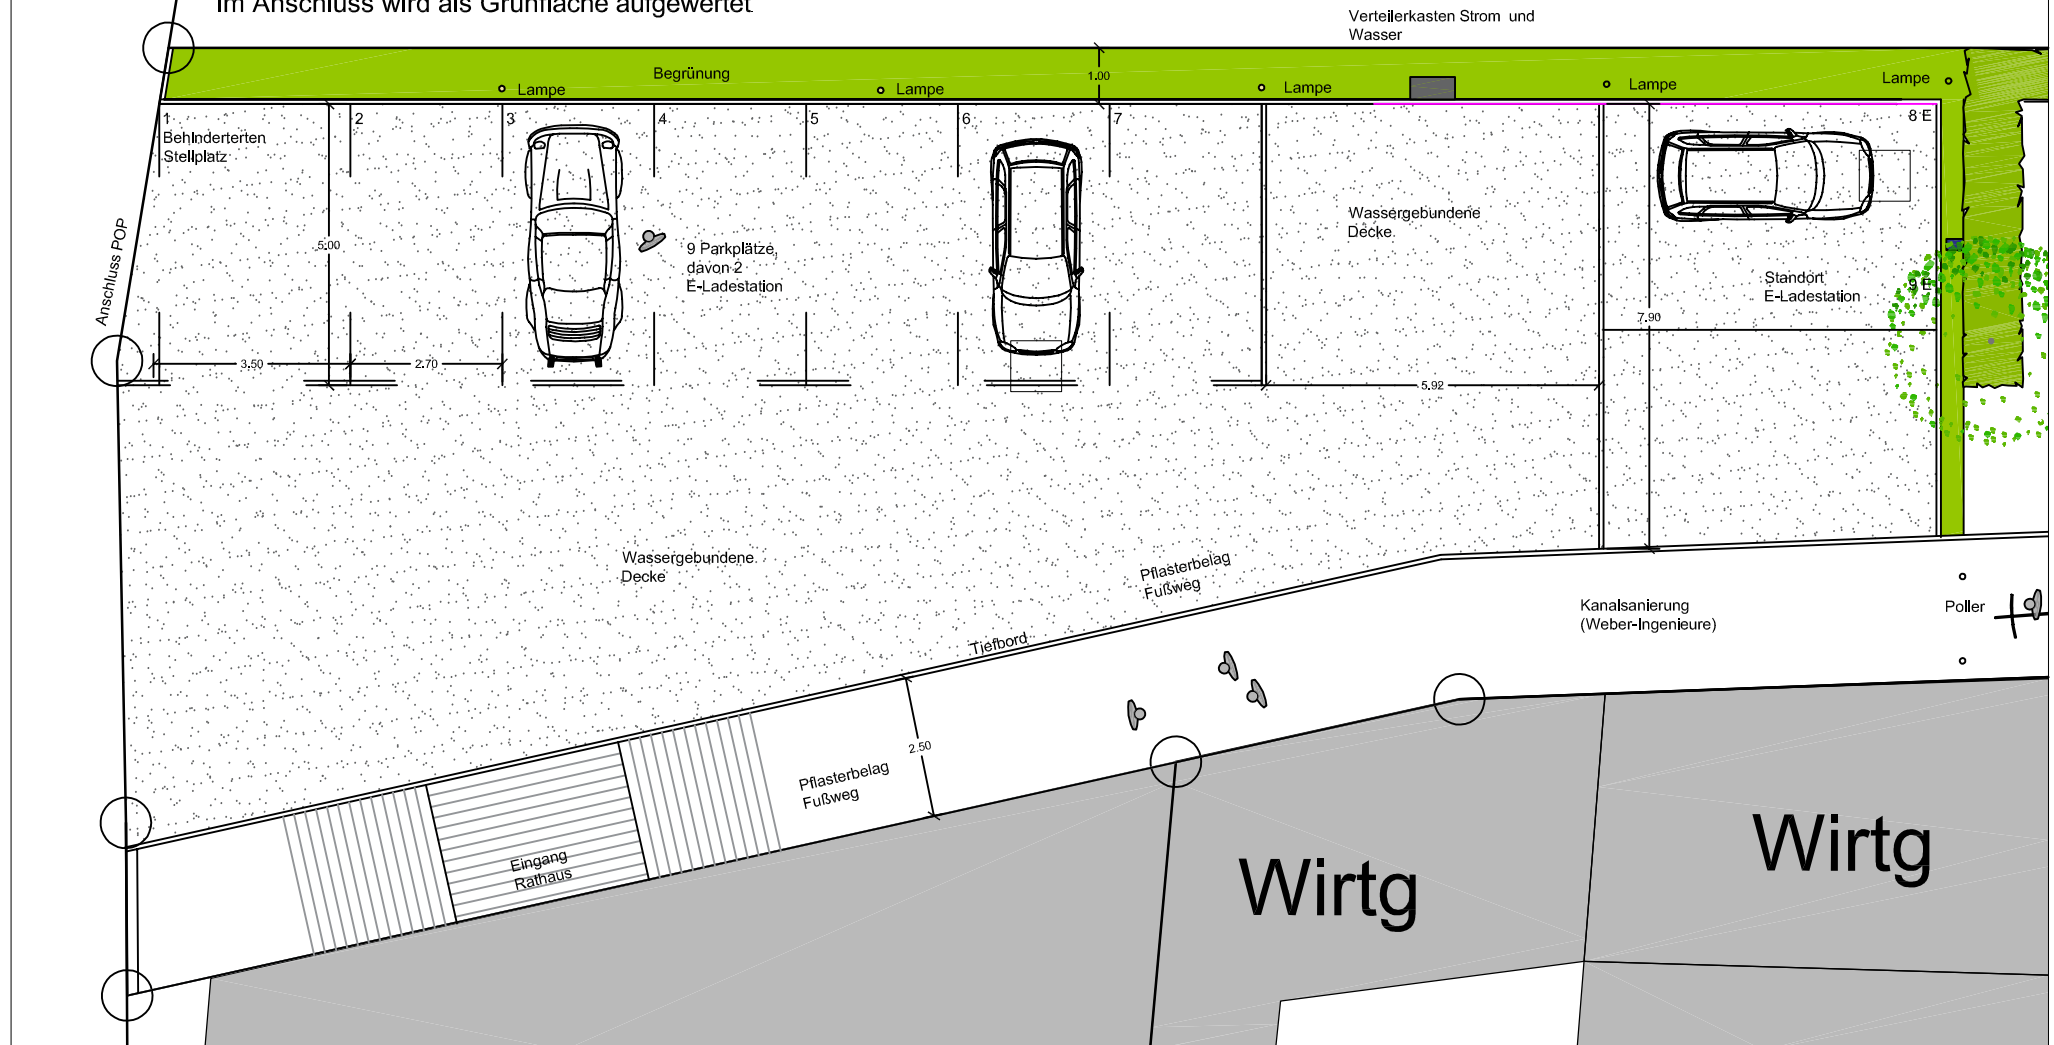 Im Anschluss wird als Grünfläche aufgewertet
Verteilerkasten Strom und
Wasser
Begrünung
1.00
Lampe
Lampe
Lampe
Lampe
Lampe
1
2
3
4
5
6
7
8 E
Behinderterten
Stellplatz
Anschluss POP
5.00
9 Parkplätze,
davon 2
E-Ladestation
Wassergebundene
Decke
Standort
E-Ladestation
9 E
7.90
3.50
2.70
5.92
Wassergebundene
Decke
Pflasterbelag
Fußweg
Tiefbord
Kanalsanierung
(Weber-Ingenieure)
Poller
2.50
Pflasterbelag
Fußweg
Eingang
Rathaus
Wirtg
Wirtg